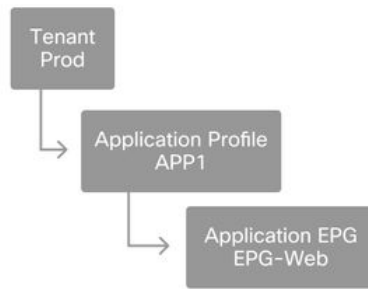 Tenant
Prod
Application Profile
APP1
Application EPG
EPG-Web